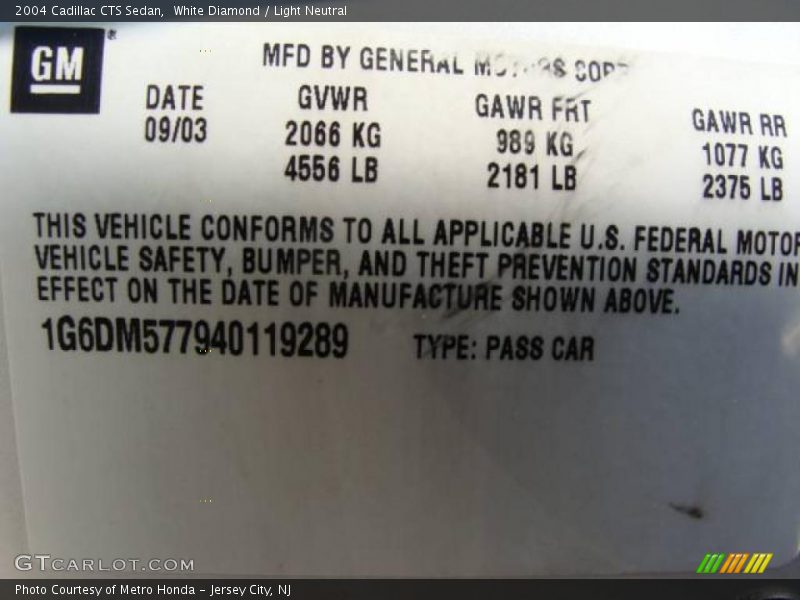 2004 Cadillac CTS Sedan,  White Diamond / Light Neutral
GM®
MFD BY GENERAL MOTORS CORP
DATE GVWR GAWR FRT GAWR RR
09/03 2066 KG 989 KG 1077 KG
4556 LB 2181 LB 2375 LB
THIS VEHICLE CONFORMS TO ALL APPLICABLE U.S. FEDERAL MOTOR
VEHICLE SAFETY, BUMPER, AND THEFT PREVENTION STANDARDS IN
EFFECT ON THE DATE OF MANUFACTURE SHOWN ABOVE.
1G6DM577940119289 TYPE: PASS CAR
GTCARLOT.COM
Photo Courtesy of Metro Honda – Jersey City, NJ